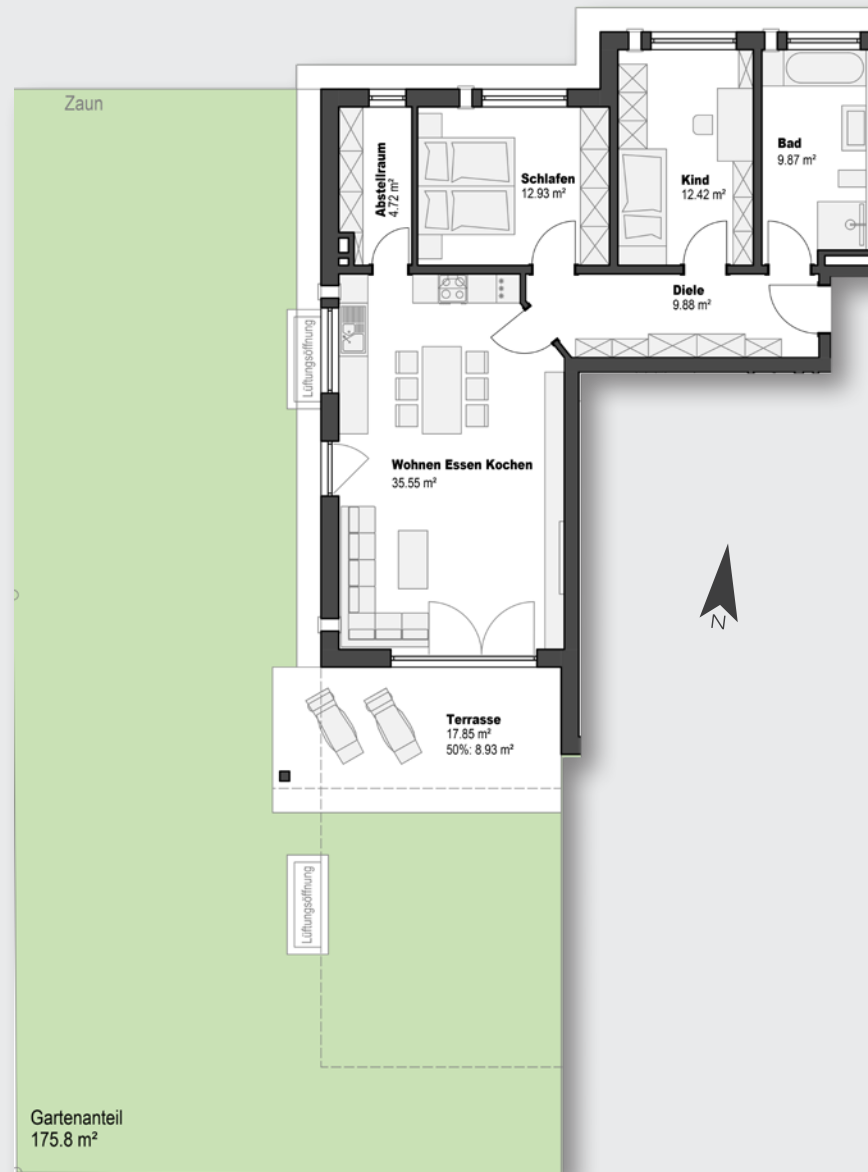 Zaun
Abstellraum
4.72 m²
Schlafen
12.93 m²
Kind
12.42 m²
Bad
9.87 m²
Diele
9.88 m²
Lüftungsöffnung
Wohnen Essen Kochen
35.55 m²
N
Terrasse
17.85 m²
50%: 8.93 m²
Lüftungsöffnung
Gartenanteil
175.8 m²